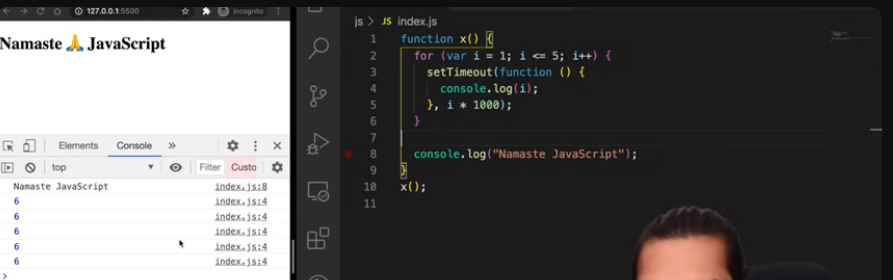 127.0.0.1:5500
Incognito
Namaste 🙏 JavaScript
Elements Console »
top Filter Custo
Namaste JavaScript index.js:8
6 index.js:4
6 index.js:4
6 index.js:4
6 index.js:4
6 index.js:4
>
js > JS index.js
1 function x() {
2 for (var i = 1; i <= 5; i++) {
3 setTimeout(function () {
4 console.log(i);
5 }, i * 1000);
6 }
7
8 console.log("Namaste JavaScript");
9 }
10 x();
11